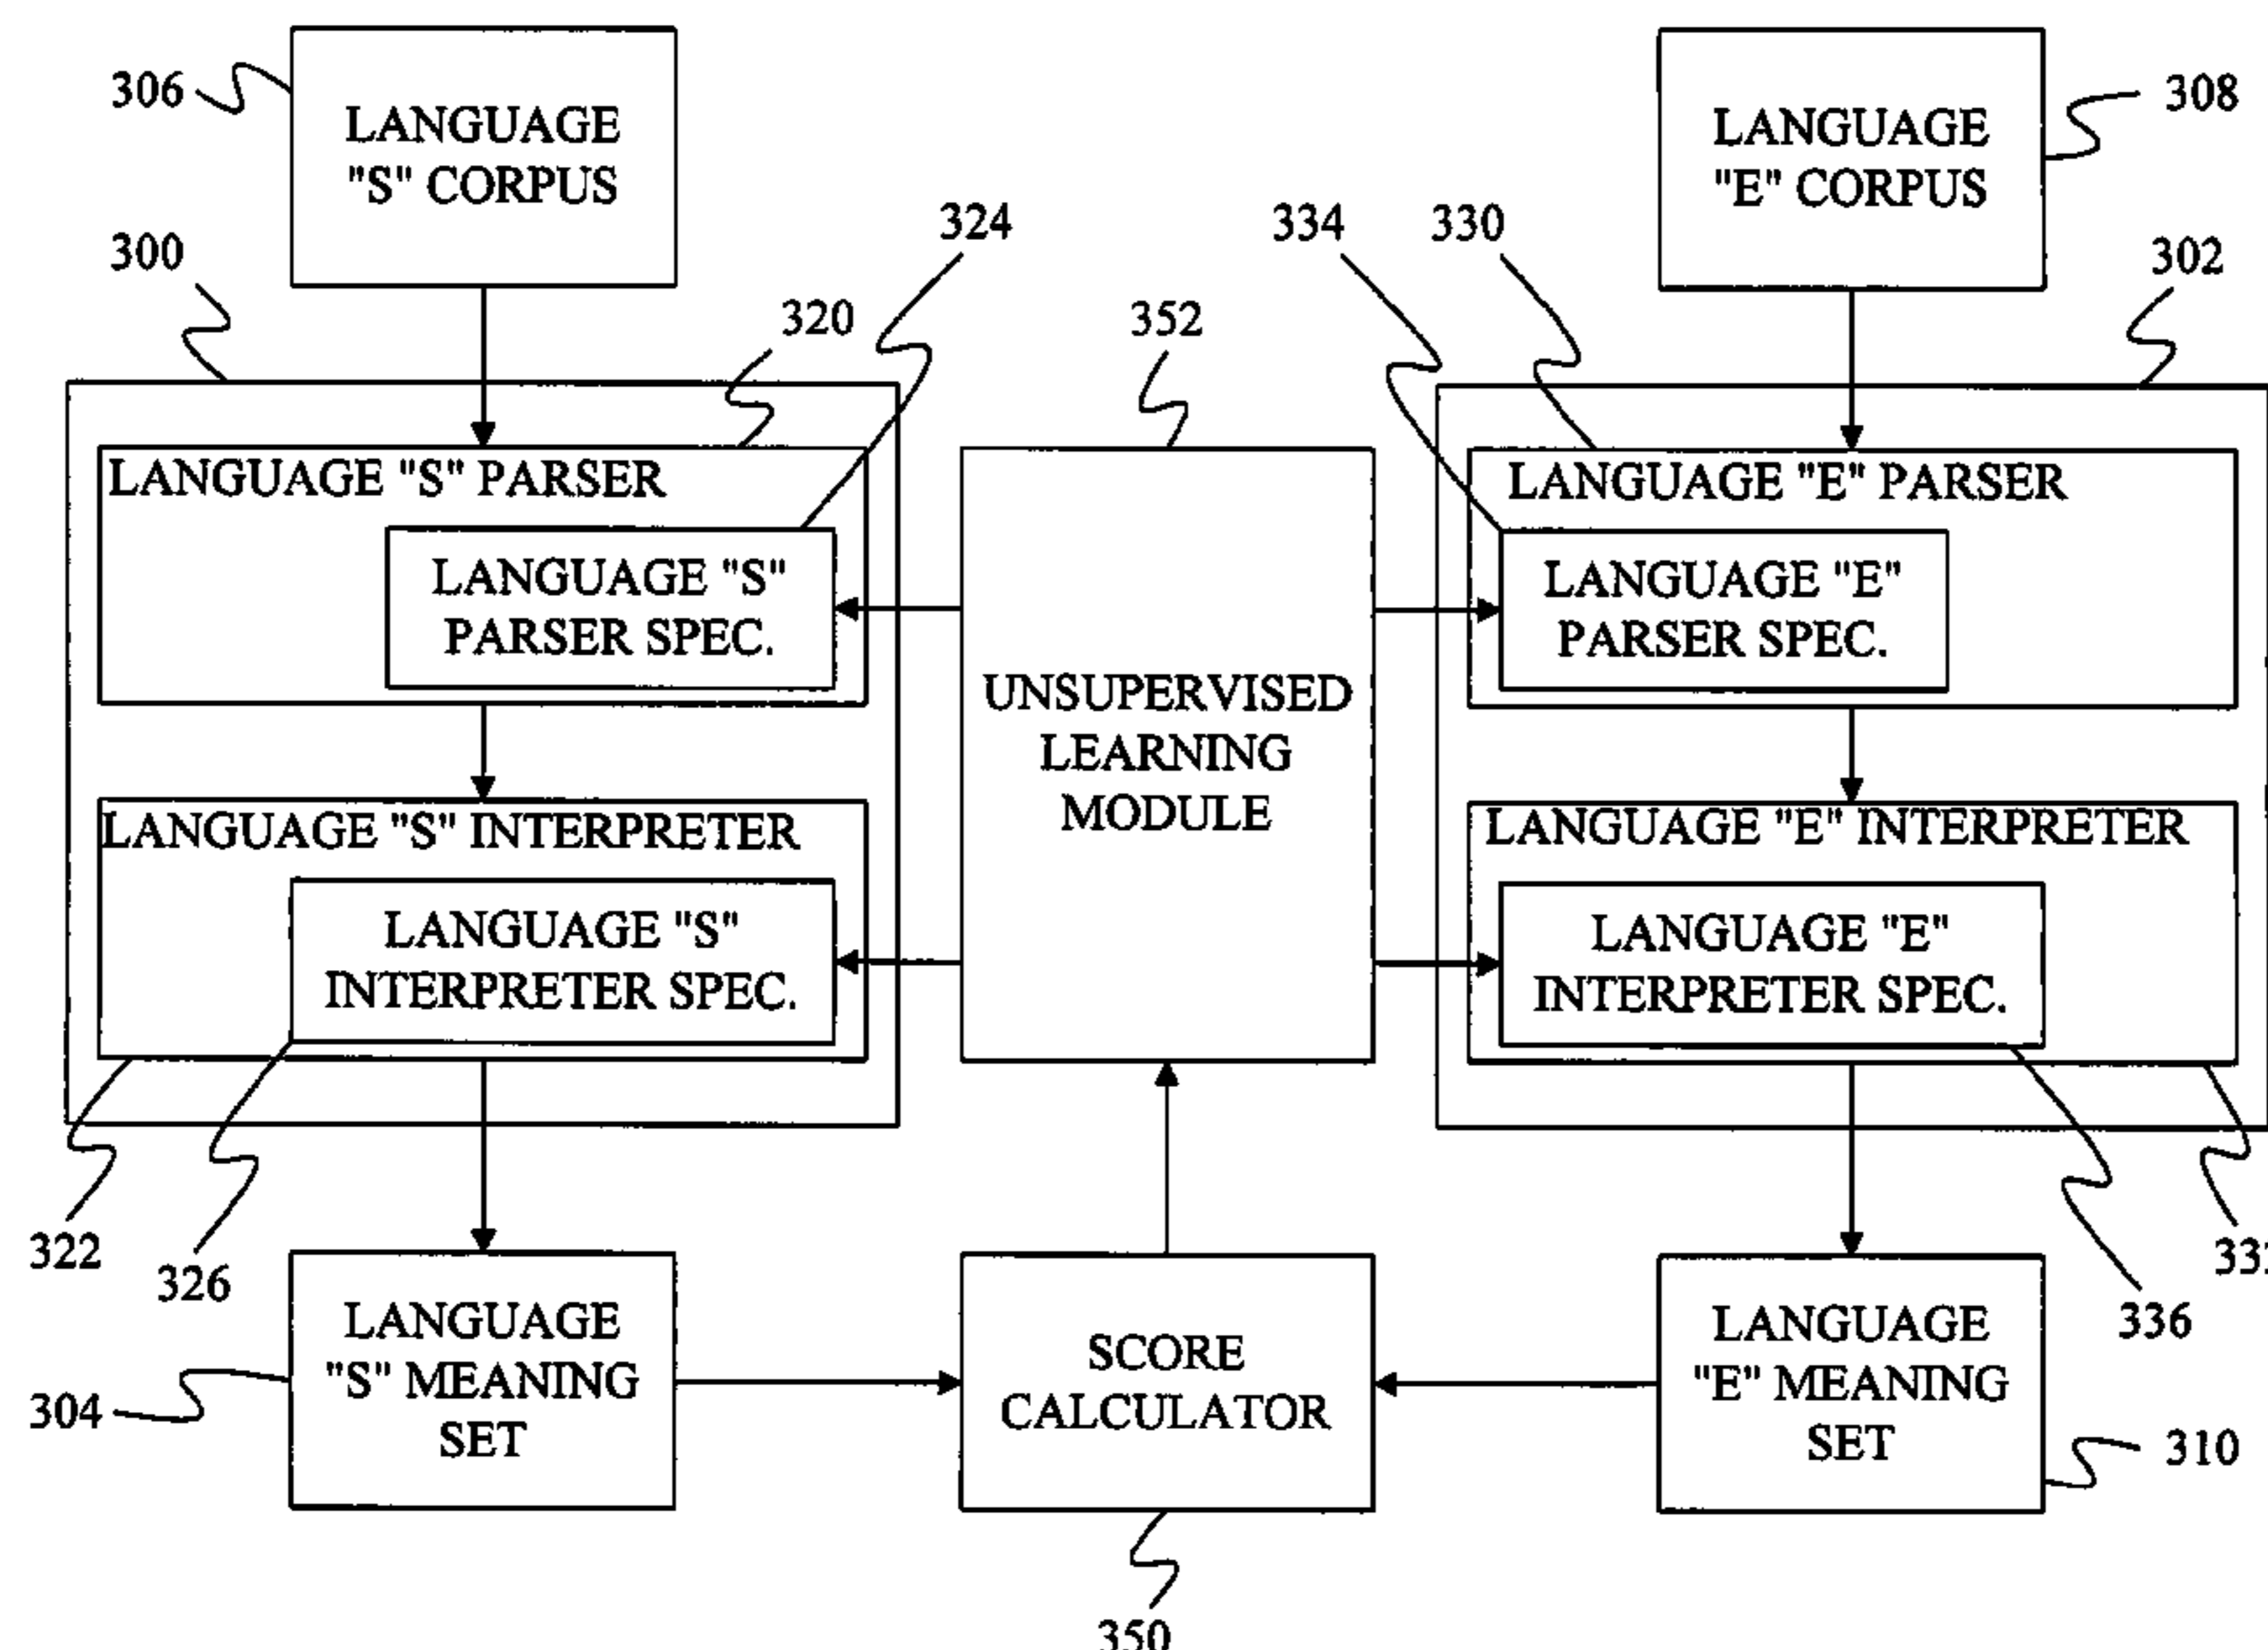 306
LANGUAGE
"S" CORPUS
LANGUAGE
"E" CORPUS
308
300
324
334
330
302
320
352
LANGUAGE "S" PARSER
LANGUAGE "S"
PARSER SPEC.
LANGUAGE "E" PARSER
LANGUAGE "E"
PARSER SPEC.
UNSUPERVISED
LEARNING
MODULE
LANGUAGE "S" INTERPRETER
LANGUAGE "S"
INTERPRETER SPEC.
LANGUAGE "E" INTERPRETER
LANGUAGE "E"
INTERPRETER SPEC.
322
326
336
304
LANGUAGE
"S" MEANING
SET
SCORE
CALCULATOR
LANGUAGE
"E" MEANING
SET
310
350